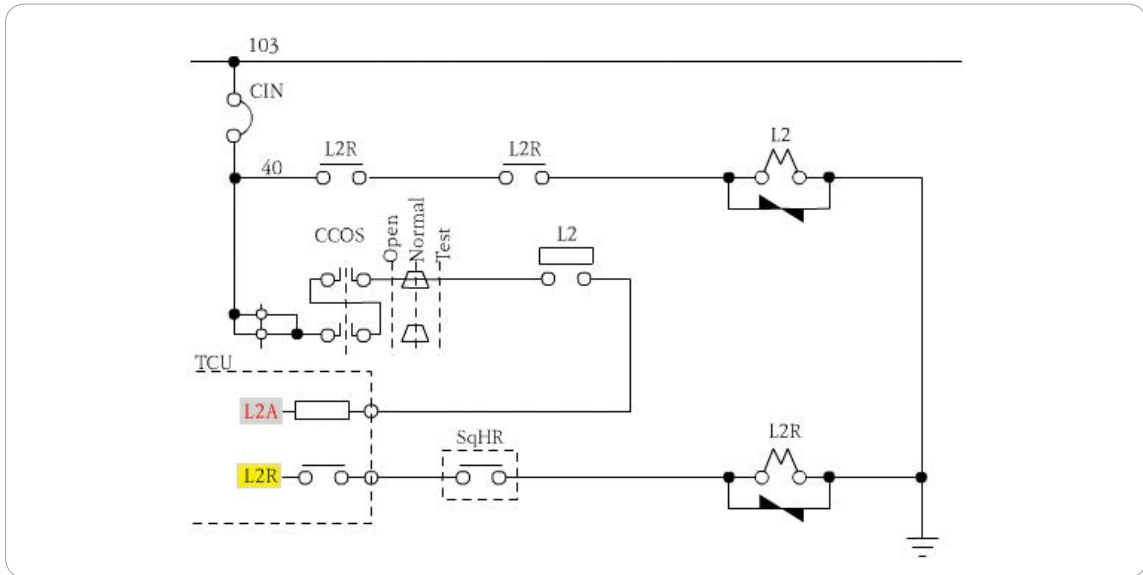 103
CIN
L2
40
L2R
L2R
CCOS
Open
Normal
Test
L2
TCU
L2A
SqHR
L2R
L2R